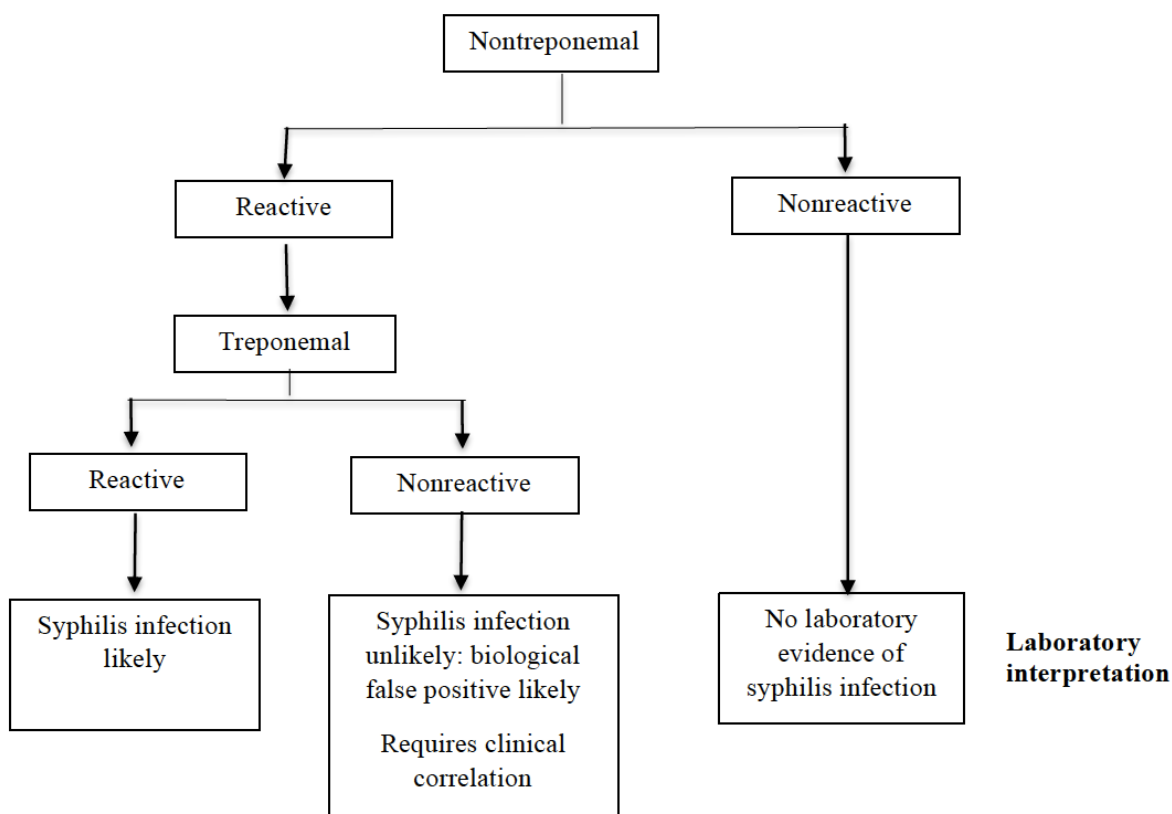 Nontreponemal
Reactive
Nonreactive
Treponemal
Reactive
Nonreactive
Syphilis infection
likely
Syphilis infection
unlikely: biological
false positive likely
Requires clinical
correlation
No laboratory
evidence of
syphilis infection
Laboratory
interpretation